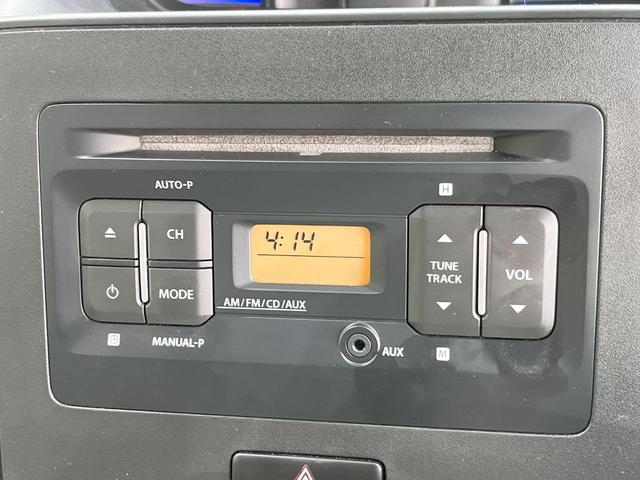 AUTO-P
H
CH
4:14
TUNE
TRACK
VOL
MODE
AM/FM/CD/AUX
MANUAL-P
AUX
M